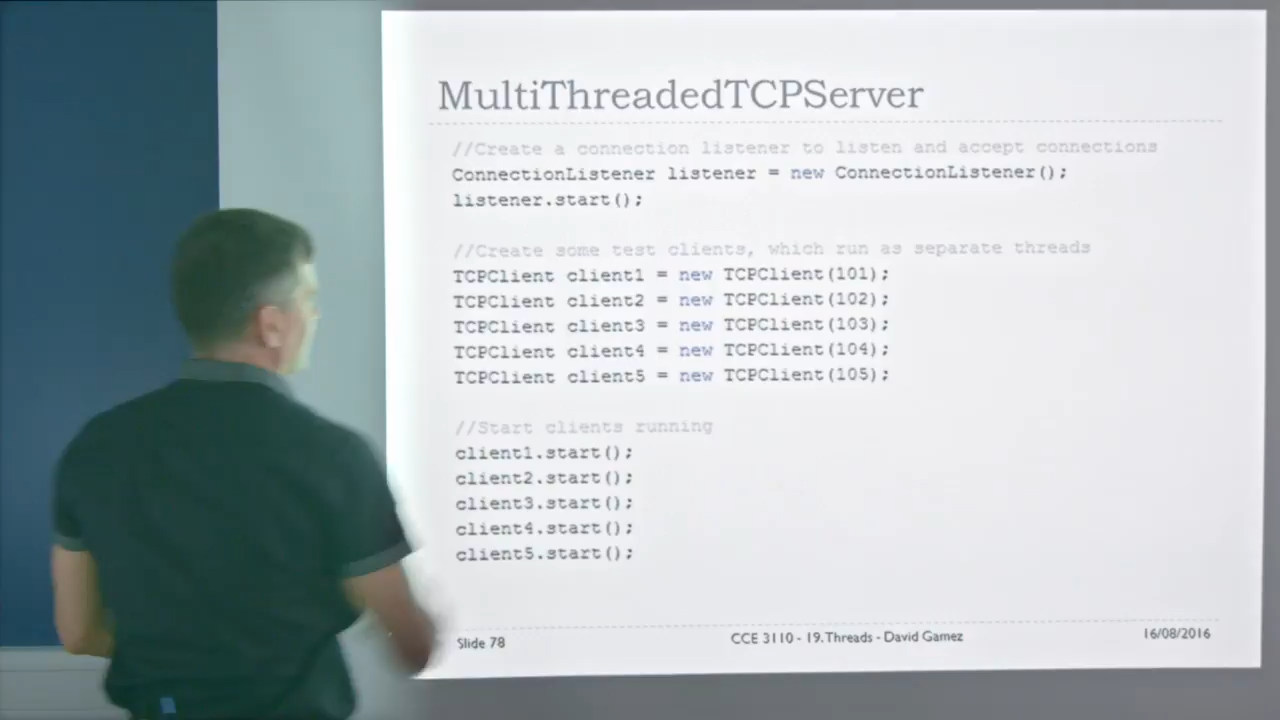 MultiThreadedTCPServer
//Create a connection listener to listen and accept connections
ConnectionListener listener = new ConnectionListener();
listener.start();
//Create some test clients, which run as separate threads
TCPClient client1 = new TCPClient(101);
TCPClient client2 = new TCPClient(102);
TCPClient client3 = new TCPClient(103);
TCPClient client4 = new TCPClient(104);
TCPClient client5 = new TCPClient(105);
//Start clients running
client1.start();
client2.start();
client3.start();
client4.start();
client5.start();
Slide 78
CCE 3110 - 19.Threads - David Gamez
16/08/2016